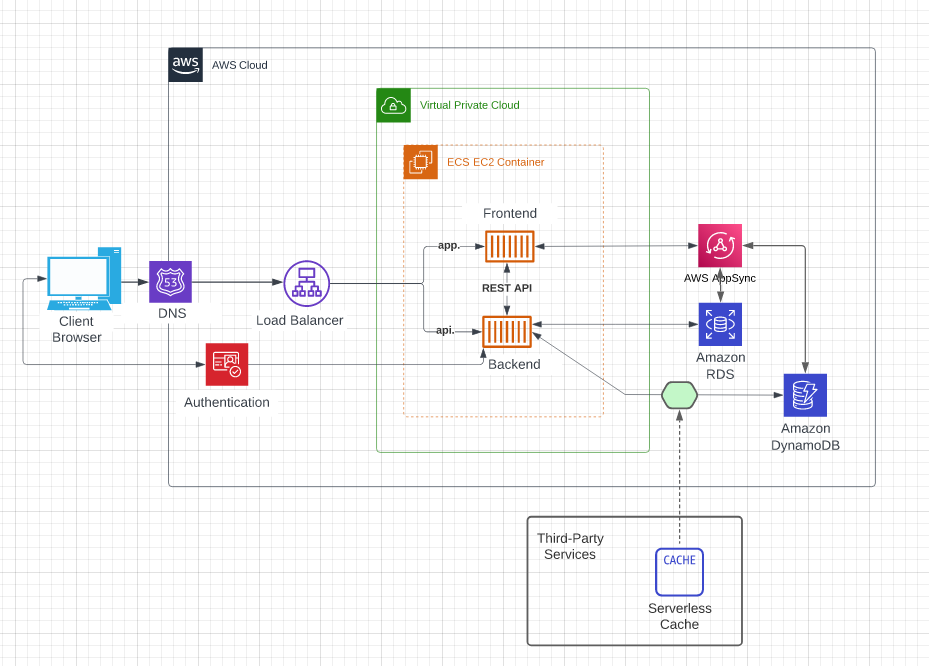 aws
AWS Cloud
Virtual Private Cloud
ECS EC2 Container
Frontend
app.
REST API
AWS AppSync
53
DNS
Load Balancer
Client
Browser
api.
Backend
Amazon
RDS
Authentication
Amazon
DynamoDB
Third-Party
Services
CACHE
Serverless
Cache